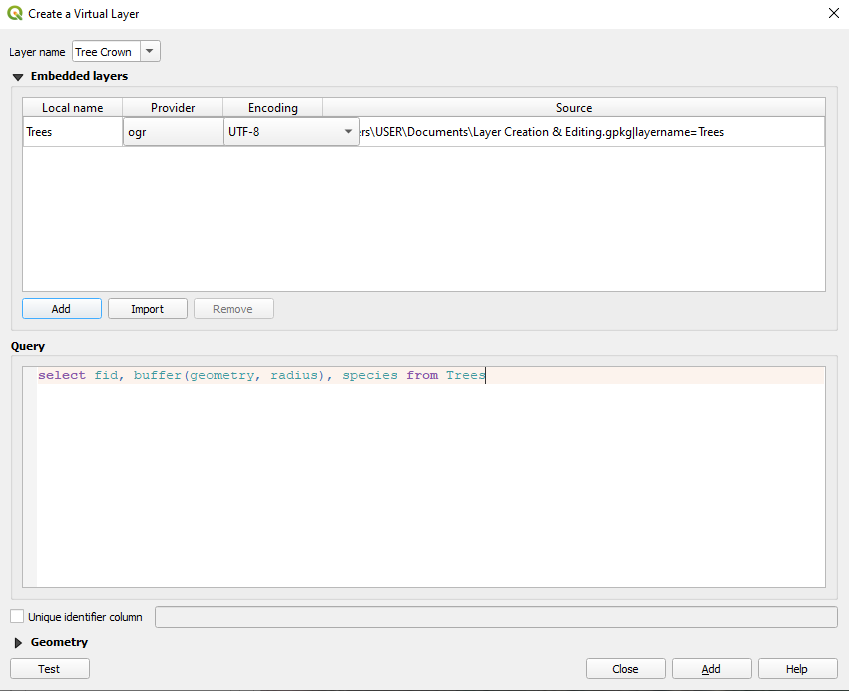 Create a Virtual Layer
Layer name Tree Crown
Embedded layers
Local name Provider Encoding Source
Trees ogr UTF-8 rs\USER\Documents\Layer Creation & Editing.gpkg|layername=Trees
Add Import Remove
Query
select fid, buffer(geometry, radius), species from Trees
Unique identifier column
Geometry
Test Close Add Help